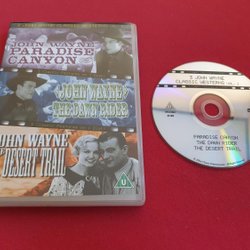 JOHN WAYNE
PARADISE
CANYON
JOHN WAYNE
THE DAWN RIDER
JOHN WAYNE
THE DESERT TRAIL
U
3 JOHN WAYNE
CLASSIC WESTERNS
PARADISE CANYON
THE DAWN RIDER
THE DESERT TRAIL